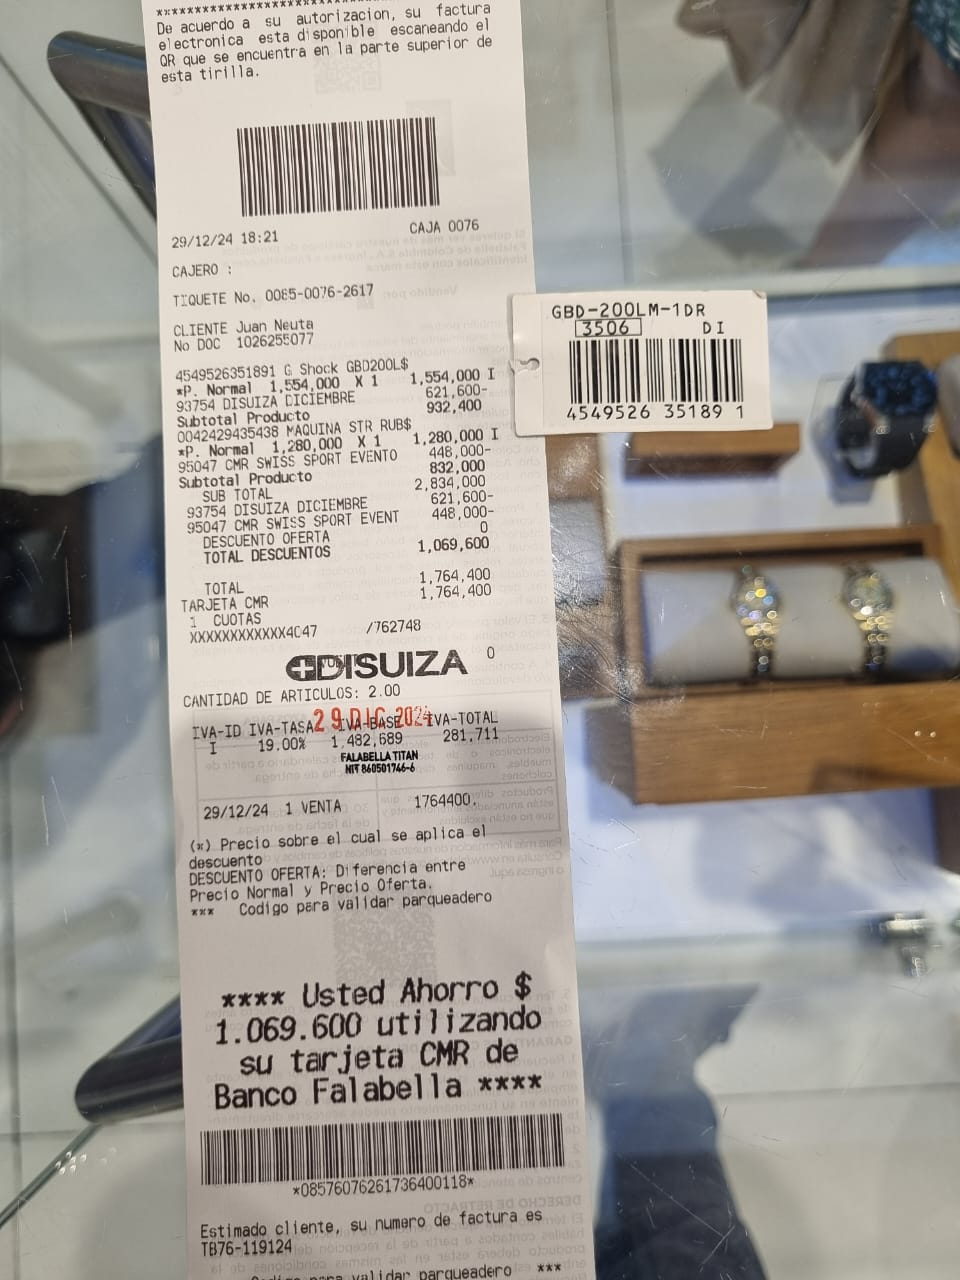 ************************************
De acuerdo a su autorizacion, su factura
electronica esta disponible escaneando el
QR que se encuentra en la parte superior de
esta tirilla.
29/12/24 18:21 CAJA 0076
CAJERO :
TIQUETE No. 0085-0076-2617
CLIENTE Juan Neuta
No DOC 1026255077
4549526351891 G Shock GBD200L$
*P. Normal 1,554,000 X 1 1,554,000 I
93754 DISUIZA DICIEMBRE 621,600-
Subtotal Producto 932,400
0042429435438 MAQUINA STR RUB$
*P. Normal 1,280,000 X 1 1,280,000 I
95047 CMR SWISS SPORT EVENTO 448,000-
Subtotal Producto 832,000
SUB TOTAL 2,834,000
93754 DISUIZA DICIEMBRE 621,600-
95047 CMR SWISS SPORT EVENT 448,000-
DESCUENTO OFERTA 0
TOTAL DESCUENTOS 1,069,600
TOTAL 1,764,400
TARJETA CMR 1,764,400
1 CUOTAS
XXXXXXXXXXXX4C47 /762748
DISUIZA 0
CANTIDAD DE ARTICULOS: 2.00
29 DIC 2024
IVA-ID IVA-TASA IVA-BASE IVA-TOTAL
I 19.00% 1,482,689 281,711
FALABELLA TITAN
NIT 860501746-6
29/12/24 1 VENTA 1764400.
(*) Precio sobre el cual se aplica el
descuento
DESCUENTO OFERTA: Diferencia entre
Precio Normal y Precio Oferta.
*** Codigo para validar parqueadero
**** Usted Ahorro $
1.069.600 utilizando
su tarjeta CMR de
Banco Falabella ****
*08576076261736400118*
Estimado cliente, su numero de factura es
TB76-119124
Codigo para validar parqueadero ***
GBD-200LM-1DR
3506 DI
4549526 35189 1